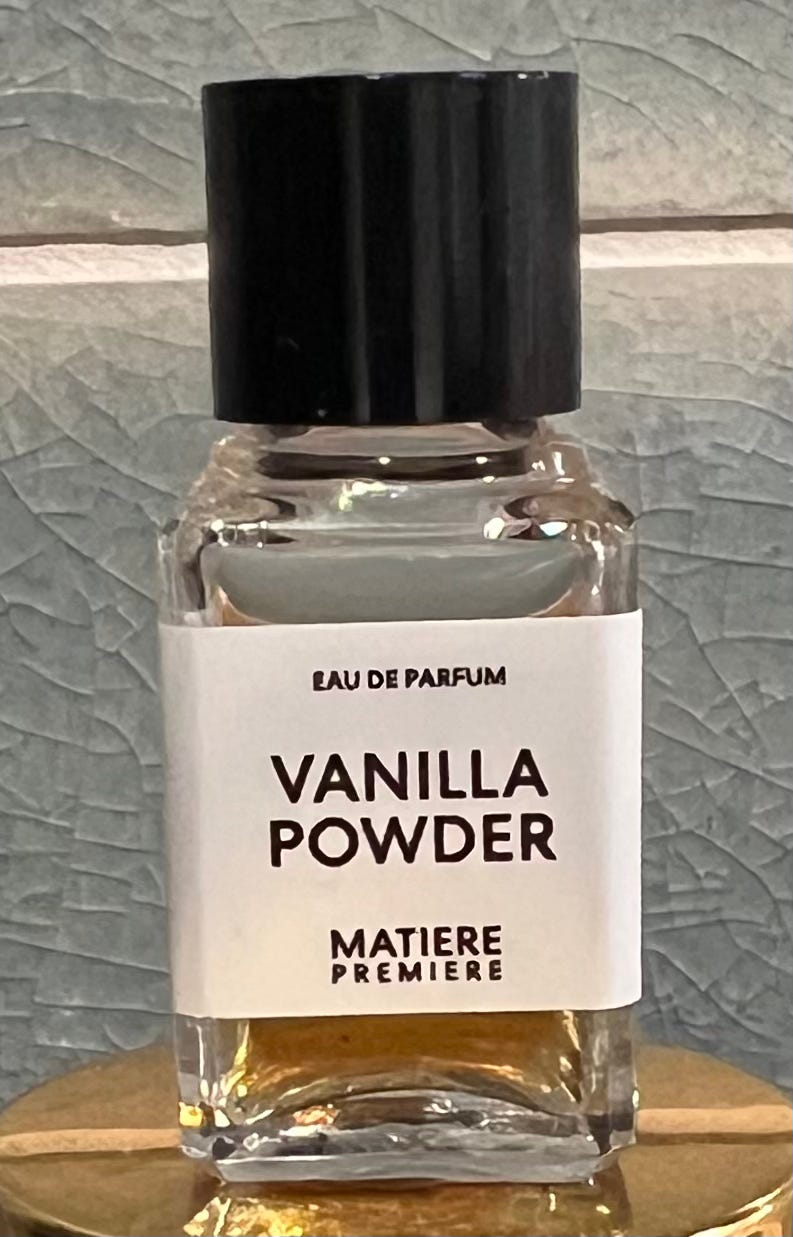 EAU DE PARFUM
VANILLA
POWDER
MATIERE
PREMIERE